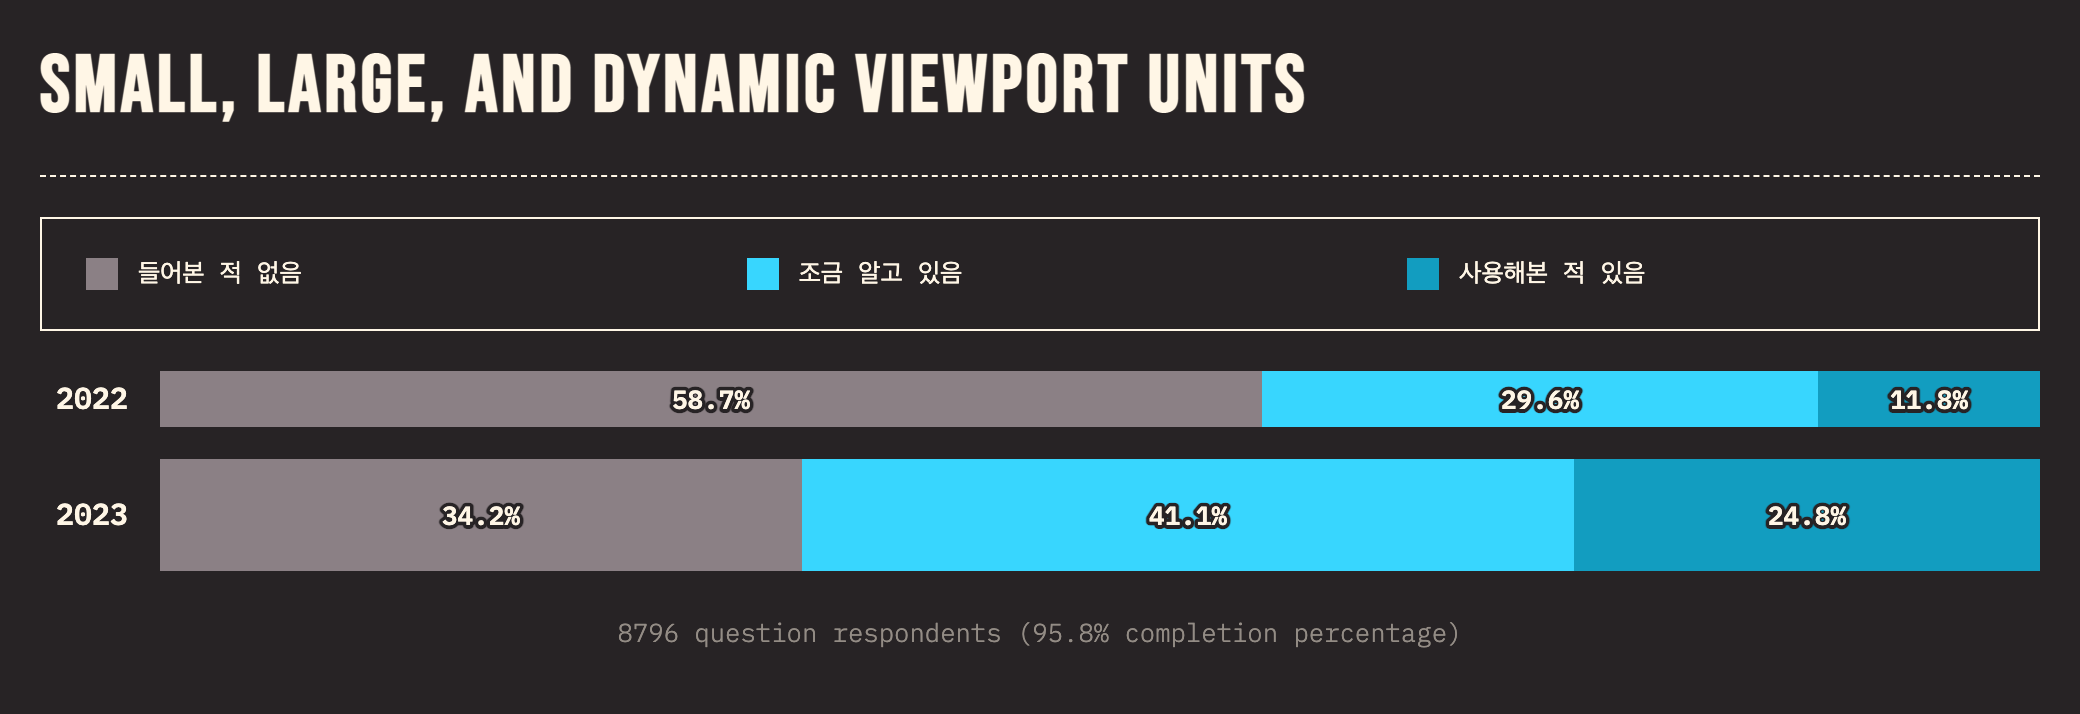 SMALL, LARGE, AND DYNAMIC VIEWPORT UNITS
들어본 적 없음 조금 알고 있음 사용해본 적 있음
2022 58.7% 29.6% 11.8%
2023 34.2% 41.1% 24.8%
8796 question respondents (95.8% completion percentage)